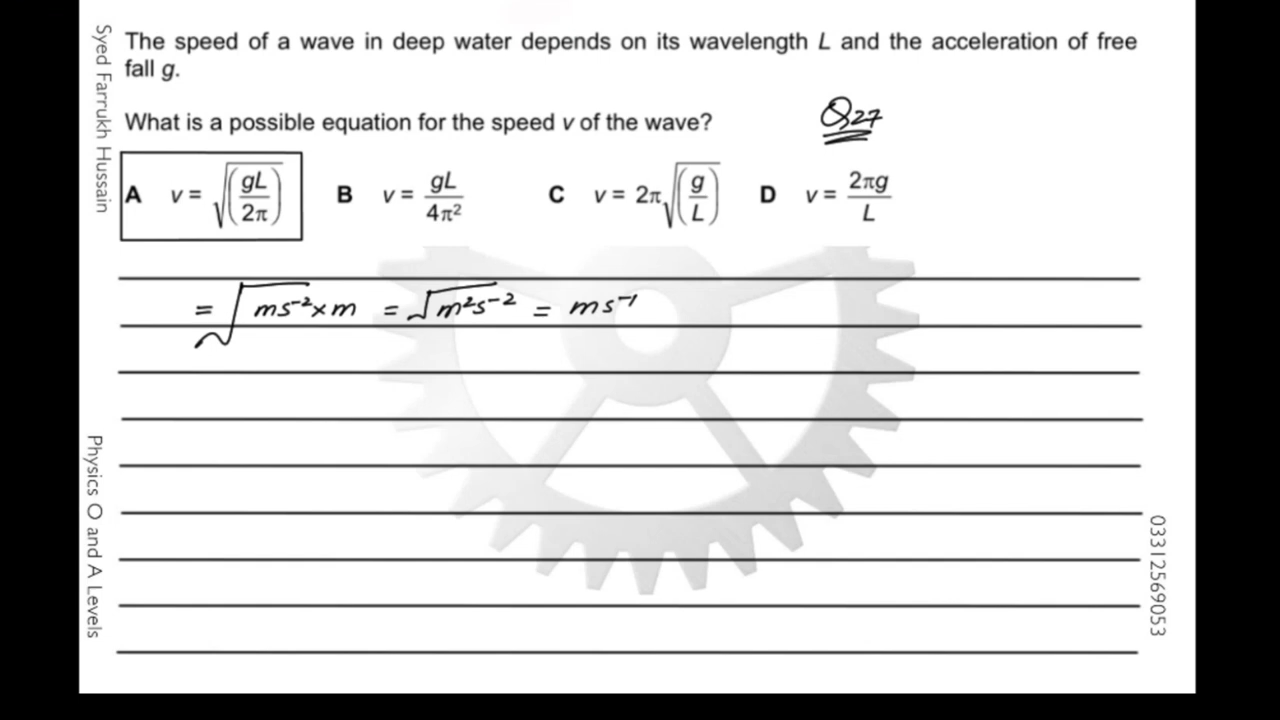 Syed Farrukh Hussain
The speed of a wave in deep water depends on its wavelength L and the acceleration of free
fall g.
What is a possible equation for the speed v of the wave?
Q27
A v = √(gL/2π) B v = gL/4π² C v = 2π√(g/L) D v = 2πg/L
= √ms⁻² × m = √m²s⁻² = ms⁻¹
Physics O and A Levels
03312569053